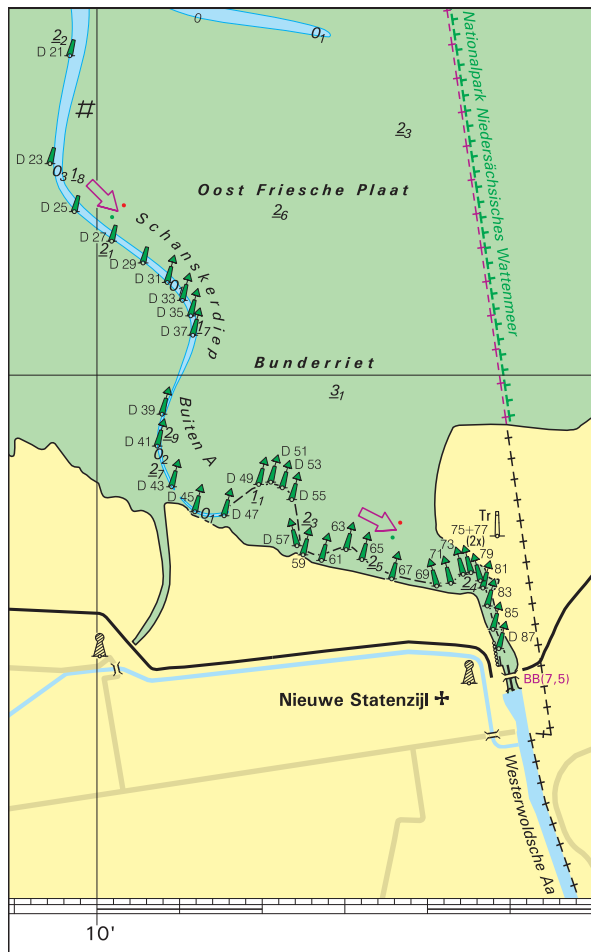 0
0₁
2₂
D 21
Nationalpark Niedersächsisches Wattenmeer
#
2₃
D 23
0₃
1₈
Oost Friesche Plaat
D 25
2₆
Schanskerdiep
D 27
2₁
D 29
D 31
0₁
D 33
D 35
D 37
1₇
Bunderriet
3₁
D 39
Buiten A
D 41
2₉
0₂
D 51
D 53
2₇
D 43
D 49
1₁
D 55
D 45
0₁
D 47
2₃
Tr
63
75+77
(2x)
D 57
73
79
59
61
65
71
81
2₅
67
69
2₄
83
85
D 87
BB(7,5)
Nieuwe Statenzijl
Westerwoldsche Aa
10'